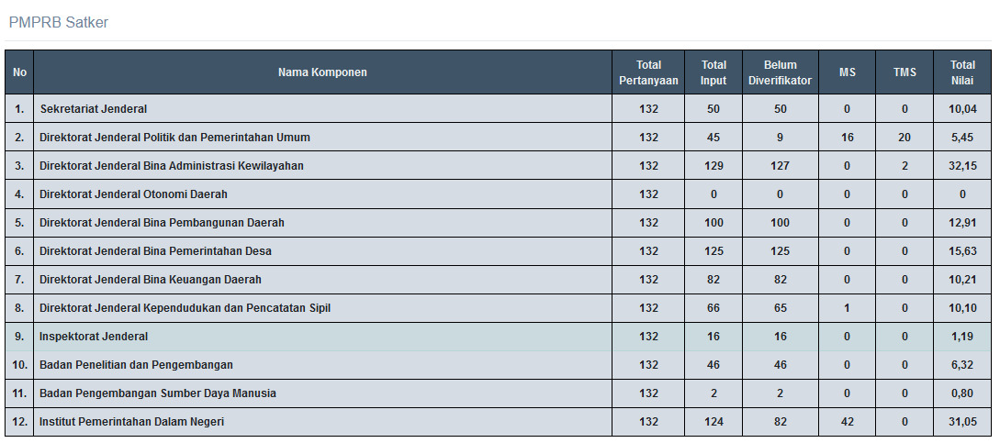 PMPRB Satker
No Nama Komponen Total Pertanyaan Total Input Belum Diverifikator MS TMS Total Nilai
1. Sekretariat Jenderal 132 50 50 0 0 10,04
2. Direktorat Jenderal Politik dan Pemerintahan Umum 132 45 9 16 20 5,45
3. Direktorat Jenderal Bina Administrasi Kewilayahan 132 129 127 0 2 32,15
4. Direktorat Jenderal Otonomi Daerah 132 0 0 0 0 0
5. Direktorat Jenderal Bina Pembangunan Daerah 132 100 100 0 0 12,91
6. Direktorat Jenderal Bina Pemerintahan Desa 132 125 125 0 0 15,63
7. Direktorat Jenderal Bina Keuangan Daerah 132 82 82 0 0 10,21
8. Direktorat Jenderal Kependudukan dan Pencatatan Sipil 132 66 65 1 0 10,10
9. Inspektorat Jenderal 132 16 16 0 0 1,19
10. Badan Penelitian dan Pengembangan 132 46 46 0 0 6,32
11. Badan Pengembangan Sumber Daya Manusia 132 2 2 0 0 0,80
12. Institut Pemerintahan Dalam Negeri 132 124 82 42 0 31,05